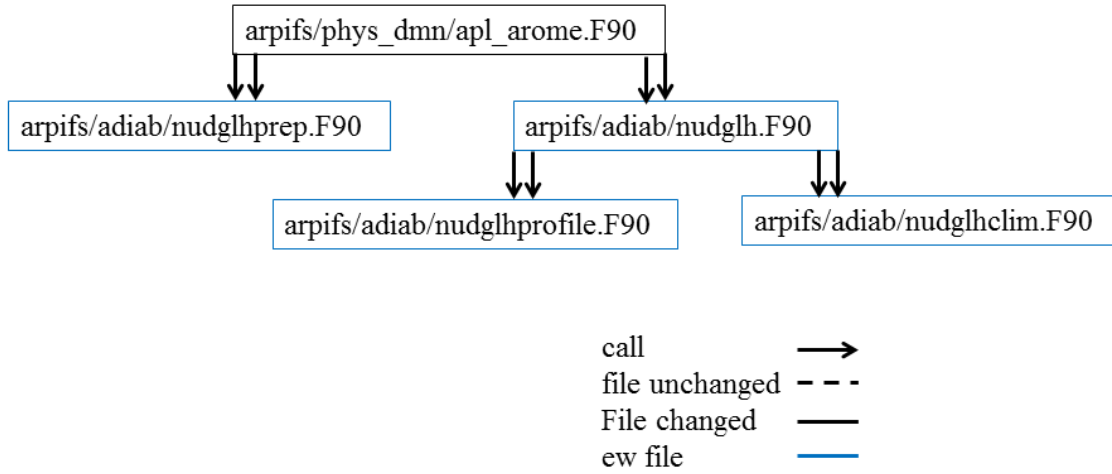 arpifs/phys_dmn/apl_arome.F90
arpifs/adiab/nudglhprep.F90
arpifs/adiab/nudglh.F90
arpifs/adiab/nudglhprofile.F90
arpifs/adiab/nudglhclim.F90
call
file unchanged
File changed
ew file